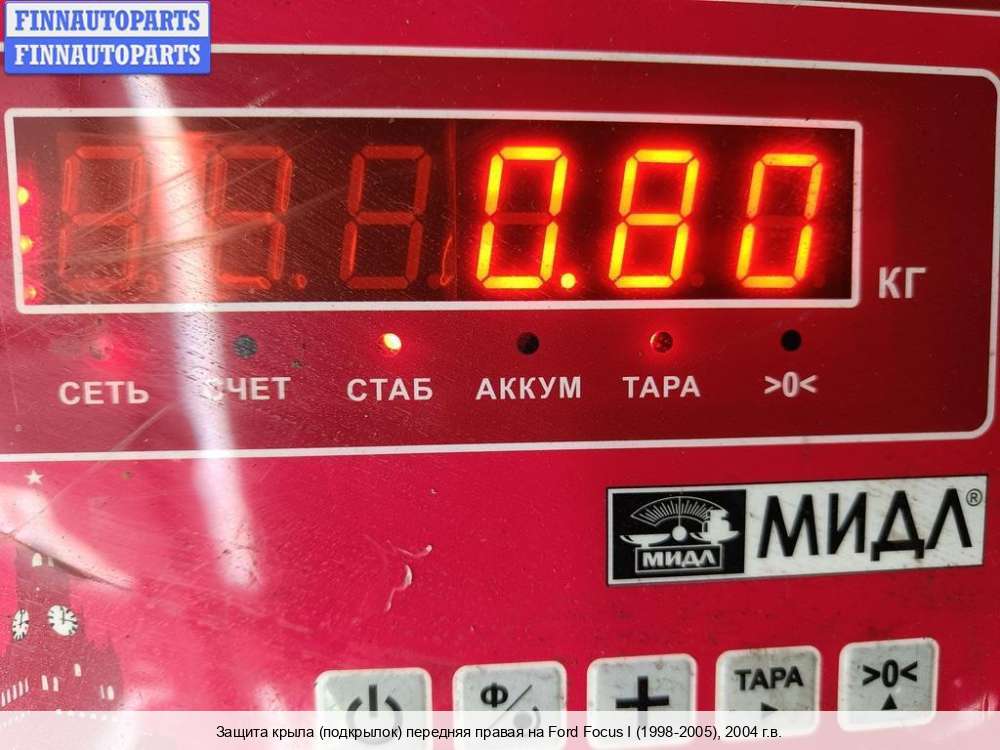 FINNAUTOPARTS
FINNAUTOPARTS
0.80
КГ
СЕТЬ СЧЕТ СТАБ АККУМ ТАРА >0<
МИДЛ МИДЛ®
Ф
+
ТАРА
>0<
Защита крыла (подкрылок) передняя правая на Ford Focus I (1998-2005), 2004 г.в.